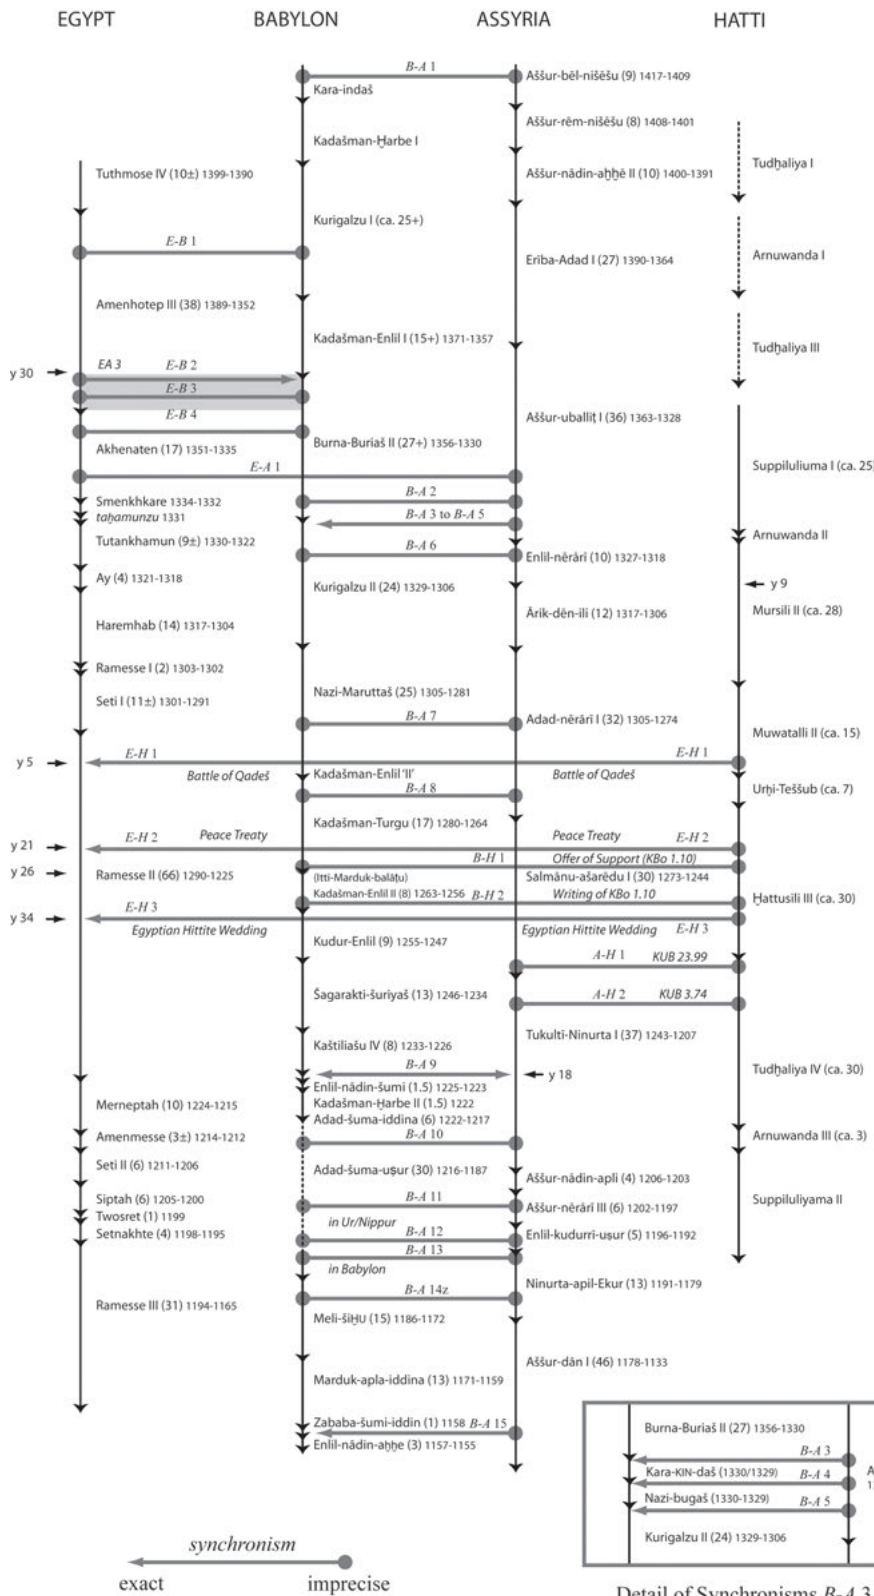 EGYPT BABYLON ASSYRIA HATTI
B-A 1
Kara-indaš
Aššur-bēl-nišēšu (9) 1417-1409
Aššur-rēm-nišēšu (8) 1408-1401
Kadašman-Ḫarbe I
Tudḫaliya I
Tuthmose IV (10±) 1399-1390
Aššur-nādin-aḫḫē II (10) 1400-1391
Kurigalzu I (ca. 25+)
E-B 1
Arnuwanda I
Erība-Adad I (27) 1390-1364
Amenhotep III (38) 1389-1352
Kadašman-Enlil I (15+) 1371-1357
Tudḫaliya III
y 30
EA 3 E-B 2
E-B 3
E-B 4
Aššur-uballiṭ I (36) 1363-1328
Burna-Buriaš II (27+) 1356-1330
Akhenaten (17) 1351-1335
E-A 1
Suppiluliuma I (ca. 25)
B-A 2
Smenkhkare 1334-1332
B-A 3 to B-A 5
taḫamunzu 1331
Arnuwanda II
Tutankhamun (9±) 1330-1322
B-A 6
Enlil-nērārī (10) 1327-1318
Ay (4) 1321-1318
y 9
Kurigalzu II (24) 1329-1306
Mursili II (ca. 28)
Ārik-dēn-ili (12) 1317-1306
Haremhab (14) 1317-1304
Ramesse I (2) 1303-1302
Nazi-Maruttaš (25) 1305-1281
Seti I (11±) 1301-1291
B-A 7
Adad-nērārī I (32) 1305-1274
Muwatalli II (ca. 15)
E-H 1 E-H 1
y 5
Battle of Qadeš Kadašman-Enlil 'II' Battle of Qadeš
B-A 8
Urḫi-Teššub (ca. 7)
Kadašman-Turgu (17) 1280-1264
E-H 2 Peace Treaty Peace Treaty E-H 2
y 21
B-H 1 Offer of Support (KBo 1.10)
y 26
Ramesse II (66) 1290-1225
(Itti-Marduk-balāṭu)
Salmānu-ašarēdu I (30) 1273-1244
Kadašman-Enlil II (8) 1263-1256 B-H 2 Writing of KBo 1.10
Ḫattusili III (ca. 30)
y 34
E-H 3
Egyptian Hittite Wedding Egyptian Hittite Wedding E-H 3
Kudur-Enlil (9) 1255-1247
A-H 1 KUB 23.99
Šagarakti-šuriyaš (13) 1246-1234
A-H 2 KUB 3.74
Tukultī-Ninurta I (37) 1243-1207
Kaštiliašu IV (8) 1233-1226
B-A 9
y 18
Tudḫaliya IV (ca. 30)
Enlil-nādin-šumi (1.5) 1225-1223
Merneptah (10) 1224-1215
Kadašman-Ḫarbe II (1.5) 1222
Adad-šuma-iddina (6) 1222-1217
Amenmesse (3±) 1214-1212
B-A 10
Arnuwanda III (ca. 3)
Seti II (6) 1211-1206
Adad-šuma-uṣur (30) 1216-1187
Aššur-nādin-apli (4) 1206-1203
Siptah (6) 1205-1200
B-A 11
Suppiluliyama II
Aššur-nērārī III (6) 1202-1197
Twosret (1) 1199
in Ur/Nippur
Setnakhte (4) 1198-1195
B-A 12
Enlil-kudurrī-uṣur (5) 1196-1192
B-A 13
in Babylon
Ninurta-apil-Ekur (13) 1191-1179
B-A 14z
Ramesse III (31) 1194-1165
Meli-šiḪU (15) 1186-1172
Aššur-dān I (46) 1178-1133
Marduk-apla-iddina (13) 1171-1159
Zababa-šumi-iddin (1) 1158 B-A 15
Enlil-nādin-aḫḫe (3) 1157-1155
Burna-Buriaš II (27) 1356-1330
B-A 3
Kara-KIN-daš (1330/1329) B-A 4
Nazi-bugaš (1330-1329) B-A 5
Kurigalzu II (24) 1329-1306
synchronism
exact imprecise
Detail of Synchronisms B-A 3